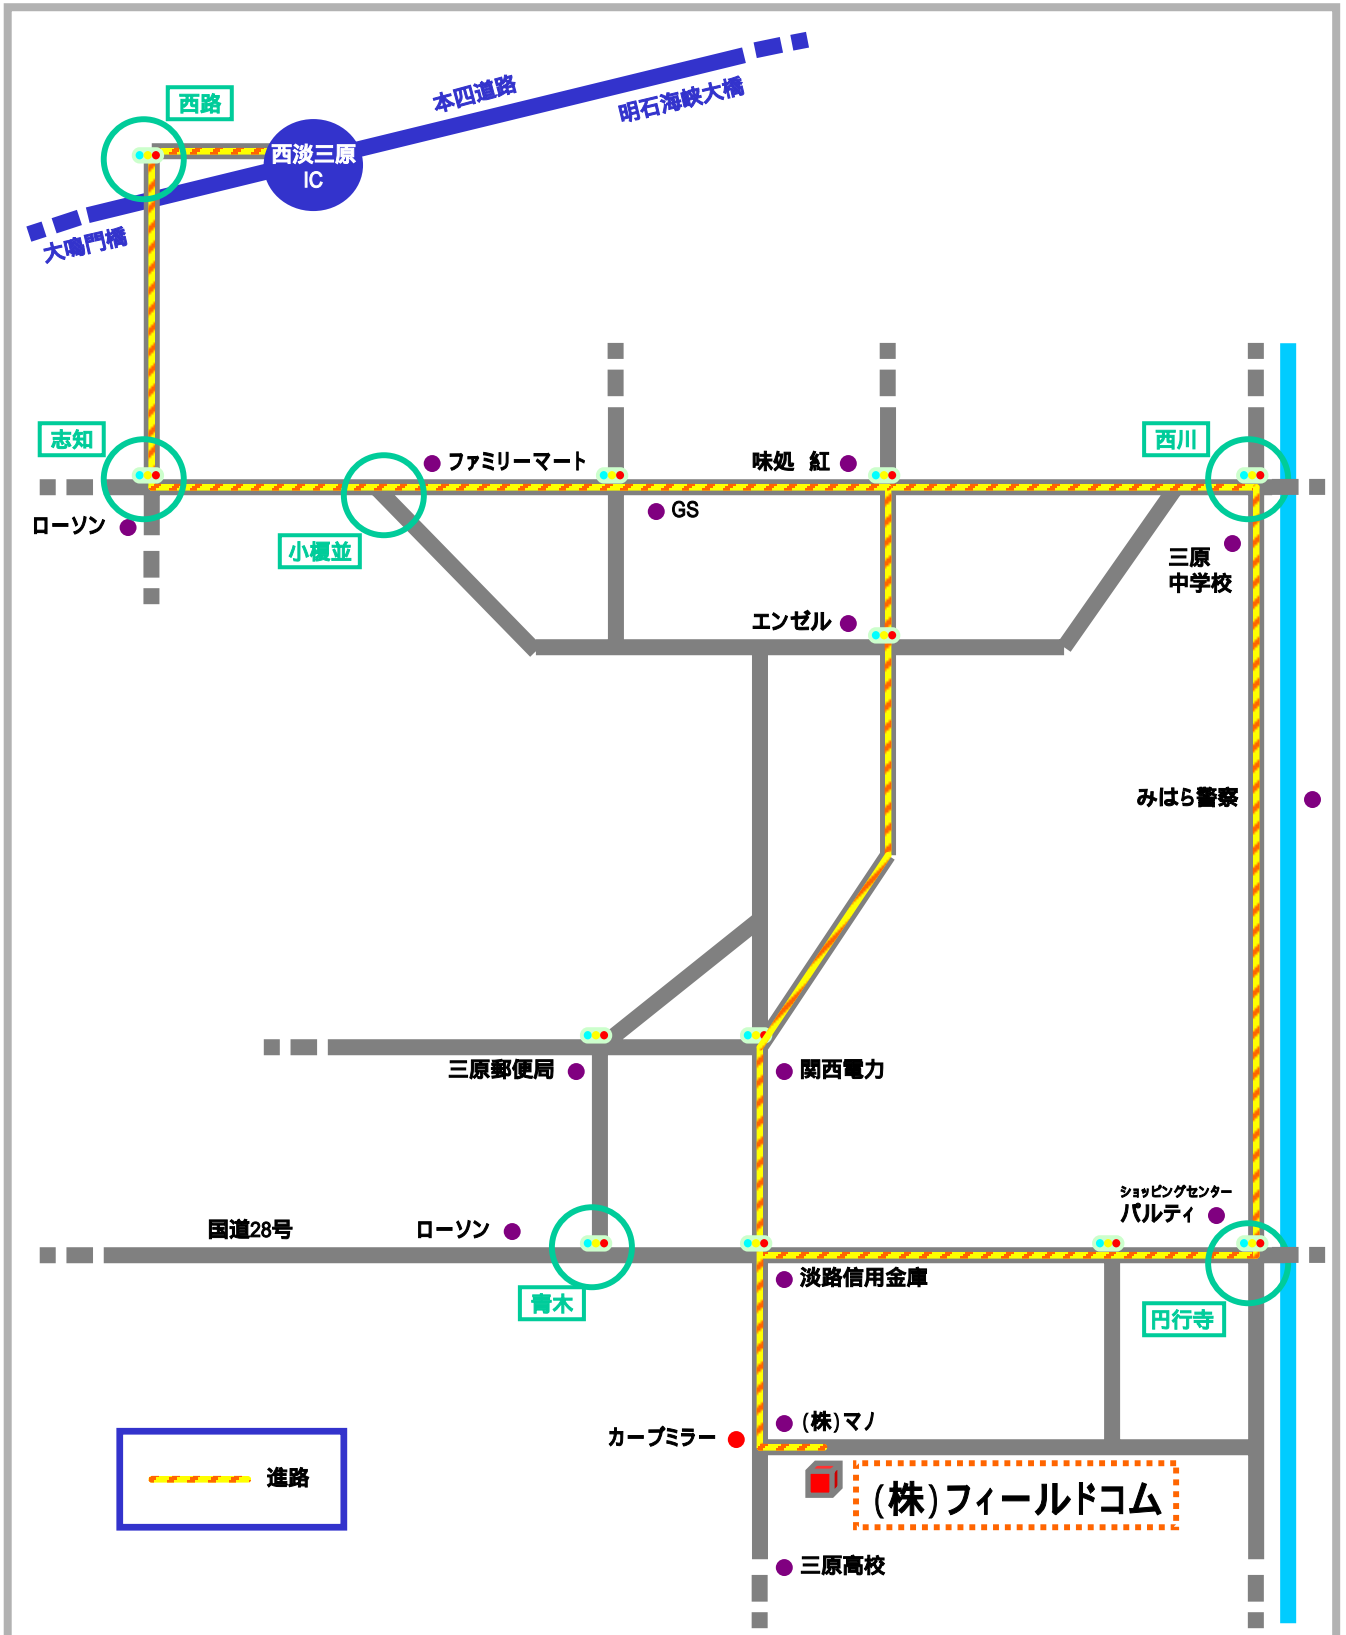 本四道路
明石海峡大橋
西路
西淡三原
IC
大鳴門橋
志知
西川
ファミリーマート
味処 紅
GS
ローソン
小榎並
三原
中学校
エンゼル
みはら警察
三原郵便局
関西電力
ショッピングセンター
パルティ
国道28号
ローソン
淡路信用金庫
青木
円行寺
(株)マノ
カーブミラー
進路
(株)フィールドコム
三原高校